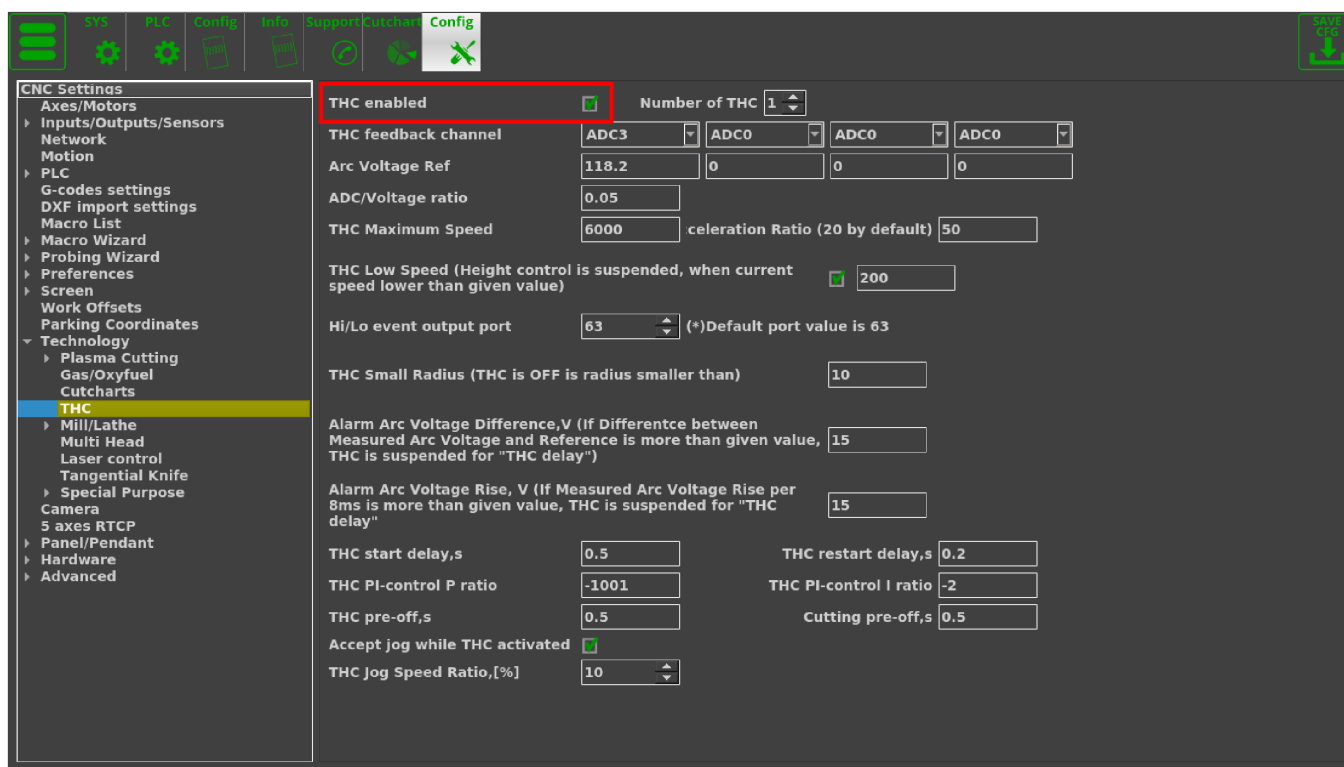 SYS PLC Config Info Support Cutchart Config
SAVE
CFG
CNC Settings
Axes/Motors
Inputs/Outputs/Sensors
Network
Motion
PLC
G-codes settings
DXF import settings
Macro List
Macro Wizard
Probing Wizard
Preferences
Screen
Work Offsets
Parking Coordinates
Technology
Plasma Cutting
Gas/Oxyfuel
Cutcharts
THC
Mill/Lathe
Multi Head
Laser control
Tangential Knife
Special Purpose
Camera
5 axes RTCP
Panel/Pendant
Hardware
Advanced
THC enabled Number of THC 1
THC feedback channel ADC3 ADC0 ADC0 ADC0
Arc Voltage Ref 118.2 0 0 0
ADC/Voltage ratio 0.05
THC Maximum Speed 6000 celeration Ratio (20 by default) 50
THC Low Speed (Height control is suspended, when current
speed lower than given value) 200
Hi/Lo event output port 63 (*)Default port value is 63
THC Small Radius (THC is OFF is radius smaller than) 10
Alarm Arc Voltage Difference,V (If Differentce between
Measured Arc Voltage and Reference is more than given value, 15
THC is suspended for "THC delay")
Alarm Arc Voltage Rise, V (If Measured Arc Voltage Rise per
8ms is more than given value, THC is suspended for "THC 15
delay"
THC start delay,s 0.5 THC restart delay,s 0.2
THC PI-control P ratio -1001 THC PI-control I ratio -2
THC pre-off,s 0.5 Cutting pre-off,s 0.5
Accept jog while THC activated
THC Jog Speed Ratio,[%] 10